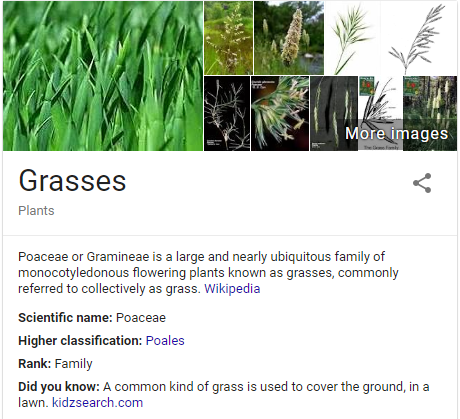 More images
Grasses
Plants
Poaceae or Gramineae is a large and nearly ubiquitous family of
monocotyledonous flowering plants known as grasses, commonly
referred to collectively as grass. Wikipedia
Scientific name: Poaceae
Higher classification: Poales
Rank: Family
Did you know: A common kind of grass is used to cover the ground, in a
lawn. kidzsearch.com